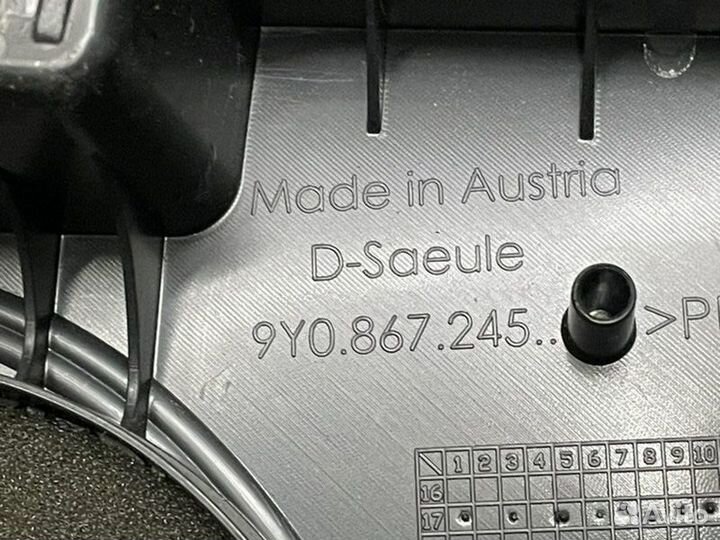 Made in Austria
D-Saeule
9Y0.867.245.. >P
1 2 3 4 5 6 7 8 9 10
16
17
Avito